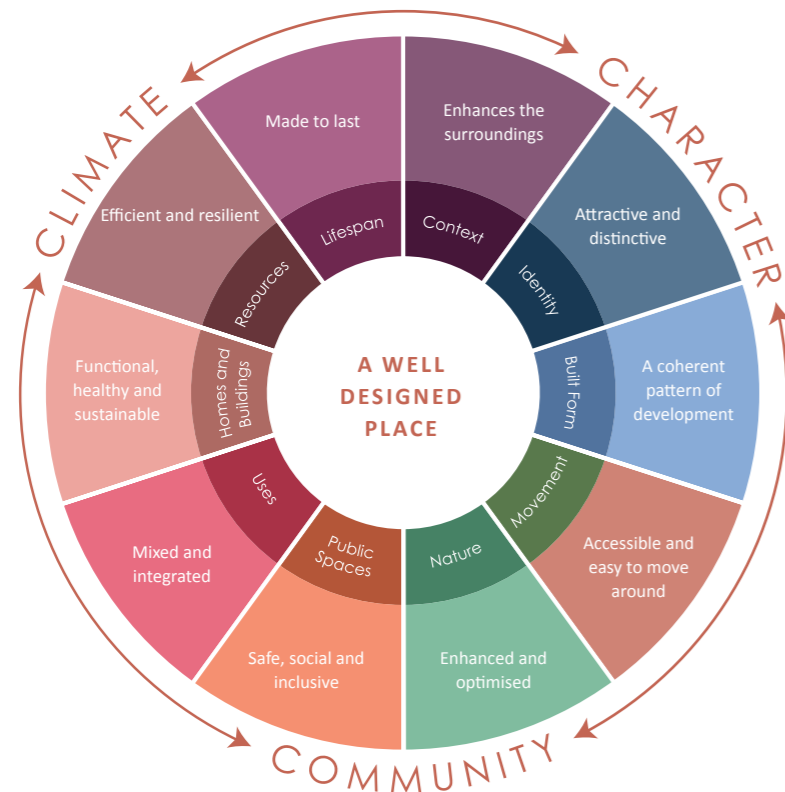 CLIMATE
CHARACTER
COMMUNITY
A WELL
DESIGNED
PLACE
Enhances the
surroundings
Context
Attractive and
distinctive
Identity
A coherent
pattern of
development
Built Form
Accessible and
easy to move
around
Movement
Enhanced and
optimised
Nature
Safe, social and
inclusive
Public
Spaces
Mixed and
integrated
Uses
Functional,
healthy and
sustainable
Homes and
Buildings
Efficient and resilient
Resources
Made to last
Lifespan